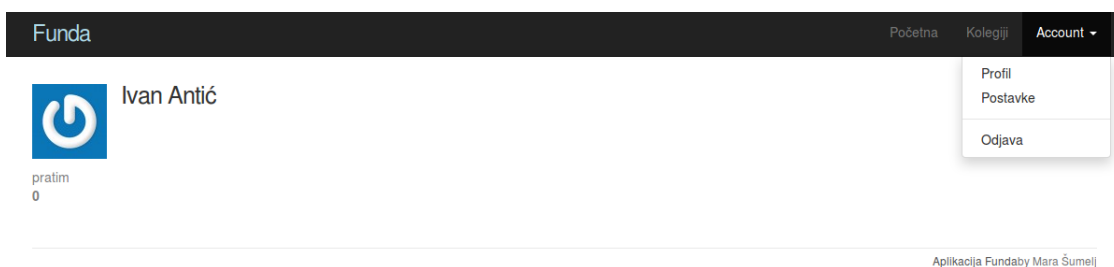 Funda Početna Kolegiji Account
Profil
Postavke
Odjava
Ivan Antić
pratim
0
Aplikacija Fundaby Mara Šumelj